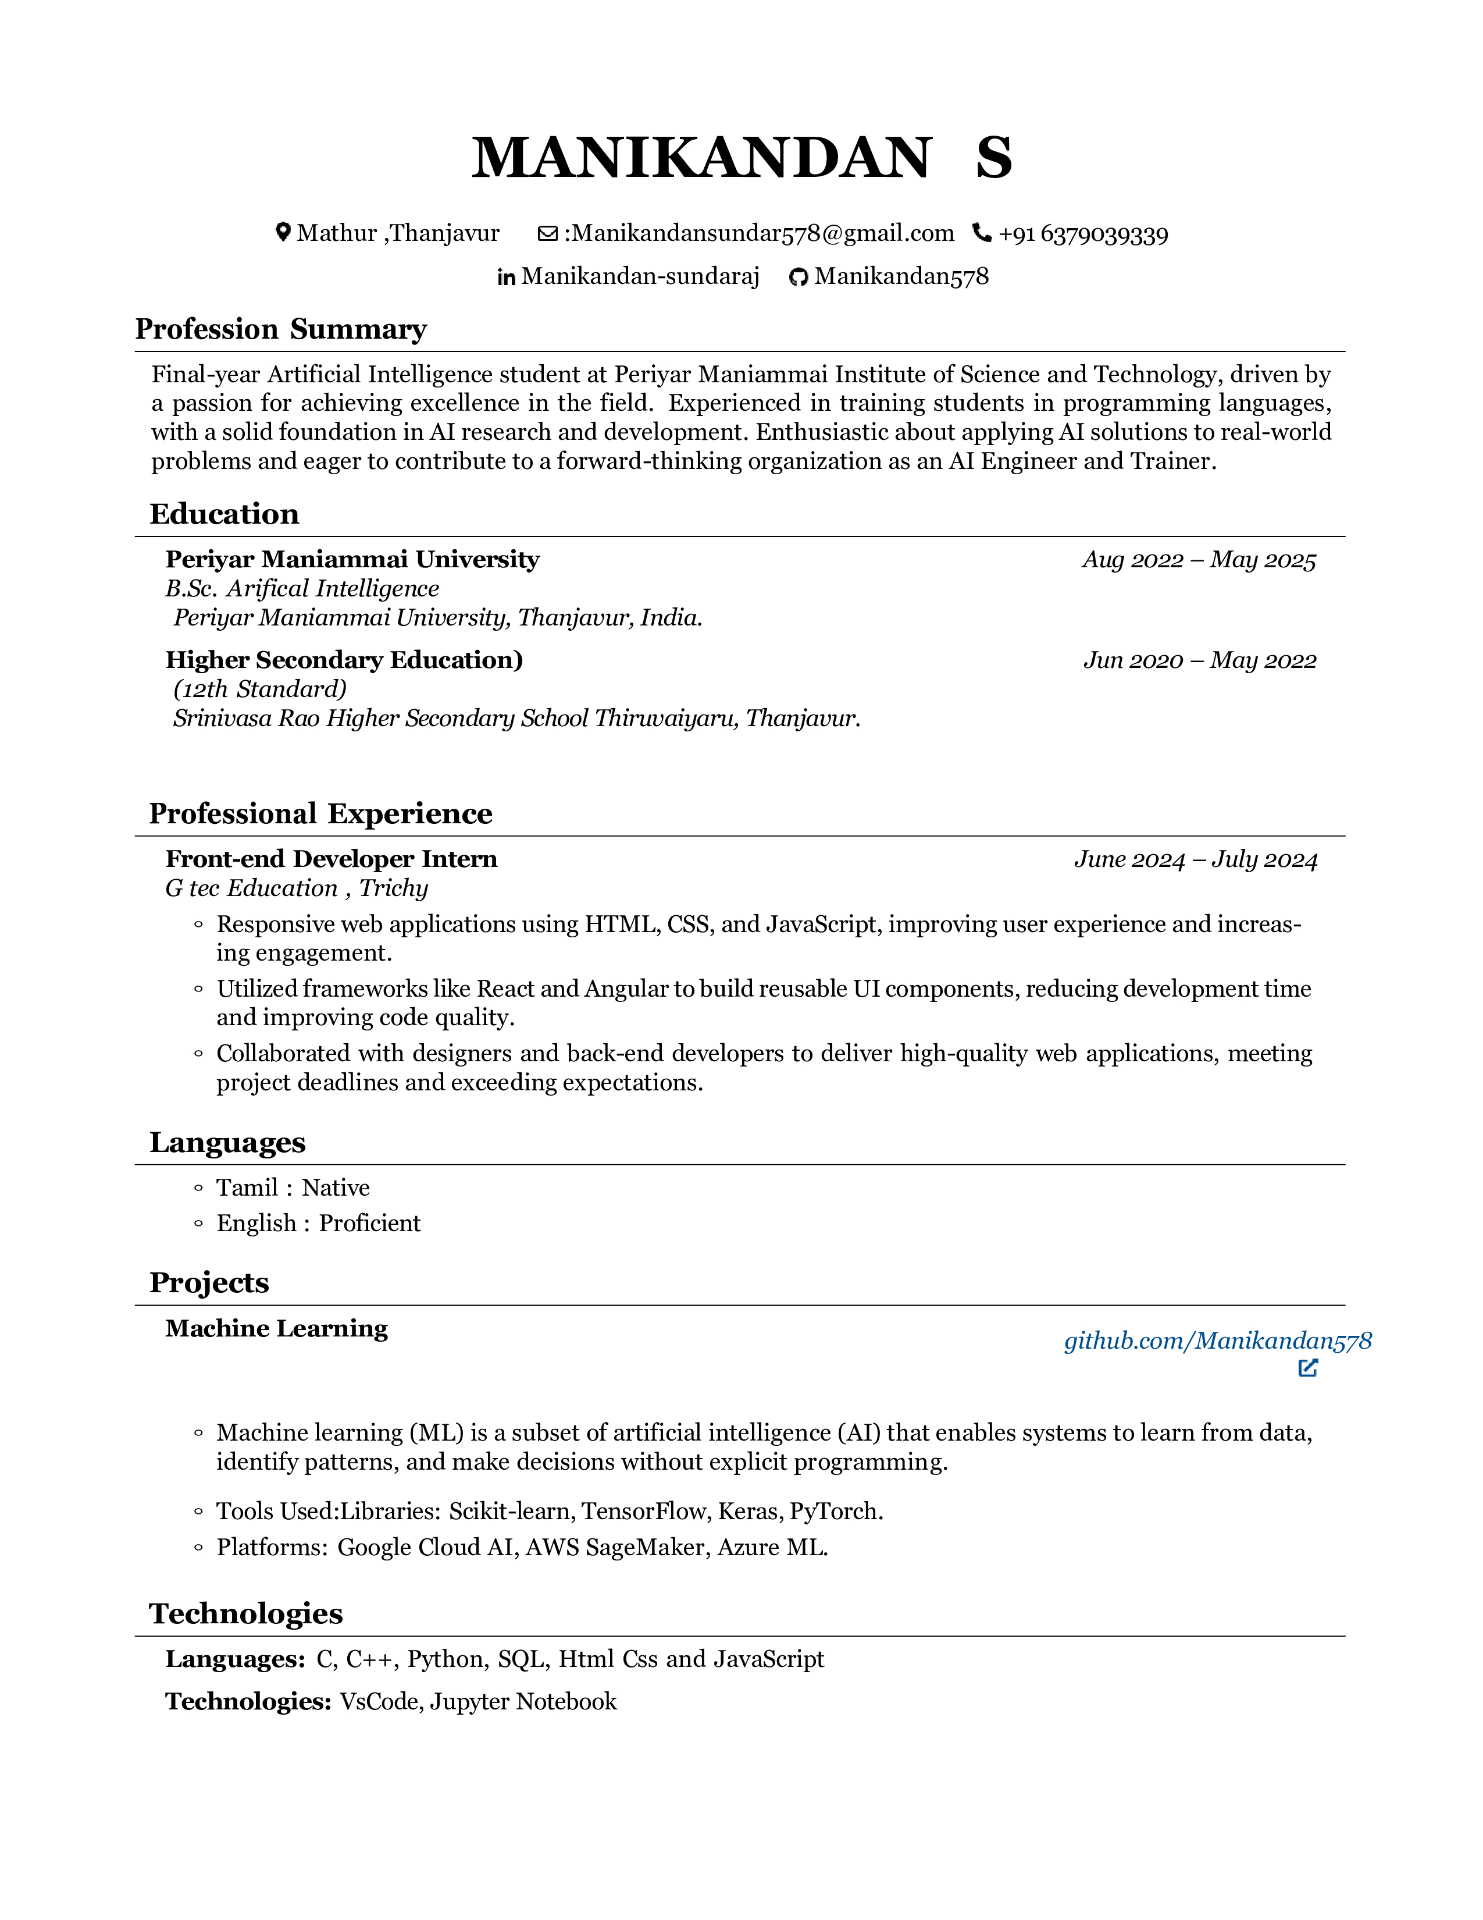 MANIKANDAN S
Mathur ,Thanjavur :Manikandansundar578@gmail.com +91 6379039339
Manikandan-sundaraj Manikandan578
Profession Summary
Final-year Artificial Intelligence student at Periyar Maniammai Institute of Science and Technology, driven by
a passion for achieving excellence in the field. Experienced in training students in programming languages,
with a solid foundation in AI research and development. Enthusiastic about applying AI solutions to real-world
problems and eager to contribute to a forward-thinking organization as an AI Engineer and Trainer.
Education
Periyar Maniammai University Aug 2022 – May 2025
B.Sc. Arifical Intelligence
Periyar Maniammai University, Thanjavur, India.
Higher Secondary Education) Jun 2020 – May 2022
(12th Standard)
Srinivasa Rao Higher Secondary School Thiruvaiyaru, Thanjavur.
Professional Experience
Front-end Developer Intern June 2024 – July 2024
G tec Education , Trichy
◦ Responsive web applications using HTML, CSS, and JavaScript, improving user experience and increas-
ing engagement.
◦ Utilized frameworks like React and Angular to build reusable UI components, reducing development time
and improving code quality.
◦ Collaborated with designers and back-end developers to deliver high-quality web applications, meeting
project deadlines and exceeding expectations.
Languages
◦ Tamil : Native
◦ English : Proficient
Projects
Machine Learning github.com/Manikandan578
◦ Machine learning (ML) is a subset of artificial intelligence (AI) that enables systems to learn from data,
identify patterns, and make decisions without explicit programming.
◦ Tools Used:Libraries: Scikit-learn, TensorFlow, Keras, PyTorch.
◦ Platforms: Google Cloud AI, AWS SageMaker, Azure ML.
Technologies
Languages: C, C++, Python, SQL, Html Css and JavaScript
Technologies: VsCode, Jupyter Notebook